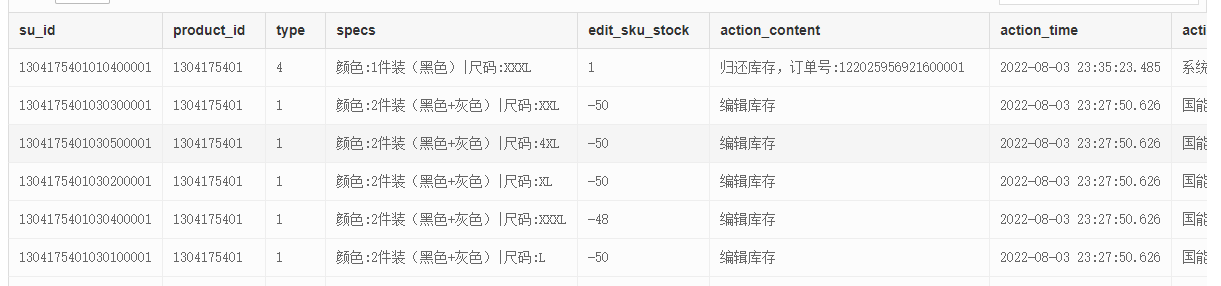 su_id product_id type specs edit_sku_stock action_content action_time acti
1304175401010400001 1304175401 4 颜色:1件装（黑色）|尺码:XXXL 1 归还库存，订单号:122025956921600001 2022-08-03 23:35:23.485 系统
1304175401030300001 1304175401 1 颜色:2件装（黑色+灰色）|尺码:XXL -50 编辑库存 2022-08-03 23:27:50.626 国能
1304175401030500001 1304175401 1 颜色:2件装（黑色+灰色）|尺码:4XL -50 编辑库存 2022-08-03 23:27:50.626 国能
1304175401030200001 1304175401 1 颜色:2件装（黑色+灰色）|尺码:XL -50 编辑库存 2022-08-03 23:27:50.626 国能
1304175401030400001 1304175401 1 颜色:2件装（黑色+灰色）|尺码:XXXL -48 编辑库存 2022-08-03 23:27:50.626 国能
1304175401030100001 1304175401 1 颜色:2件装（黑色+灰色）|尺码:L -50 编辑库存 2022-08-03 23:27:50.626 国能